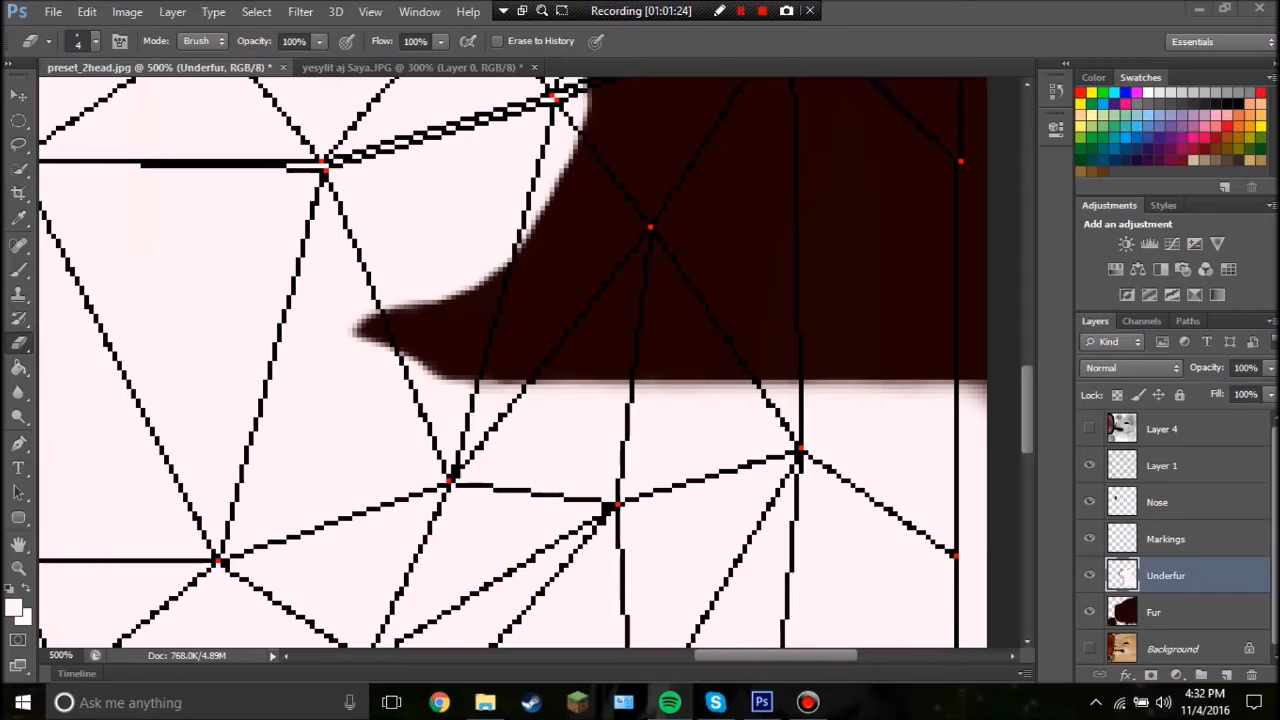 Ps File Edit Image Layer Type Select Filter 3D View Window Help Recording [01:01:24]
4 Mode: Brush Opacity: 100% Flow: 100% Erase to History Essentials
preset_2head.jpg @ 500% (Underfur, RGB/8) * × yesylit aj Saya.JPG @ 300% (Layer 0, RGB/8) * ×
Color Swatches
Adjustments Styles
Add an adjustment
Layers Channels Paths
Kind
Normal Opacity: 100%
Lock: Fill: 100%
Layer 4
Layer 1
Nose
Markings
Underfur
Fur
Background
500% Doc: 768.0K/4.89M
Timeline
Ask me anything
4:32 PM
11/4/2016